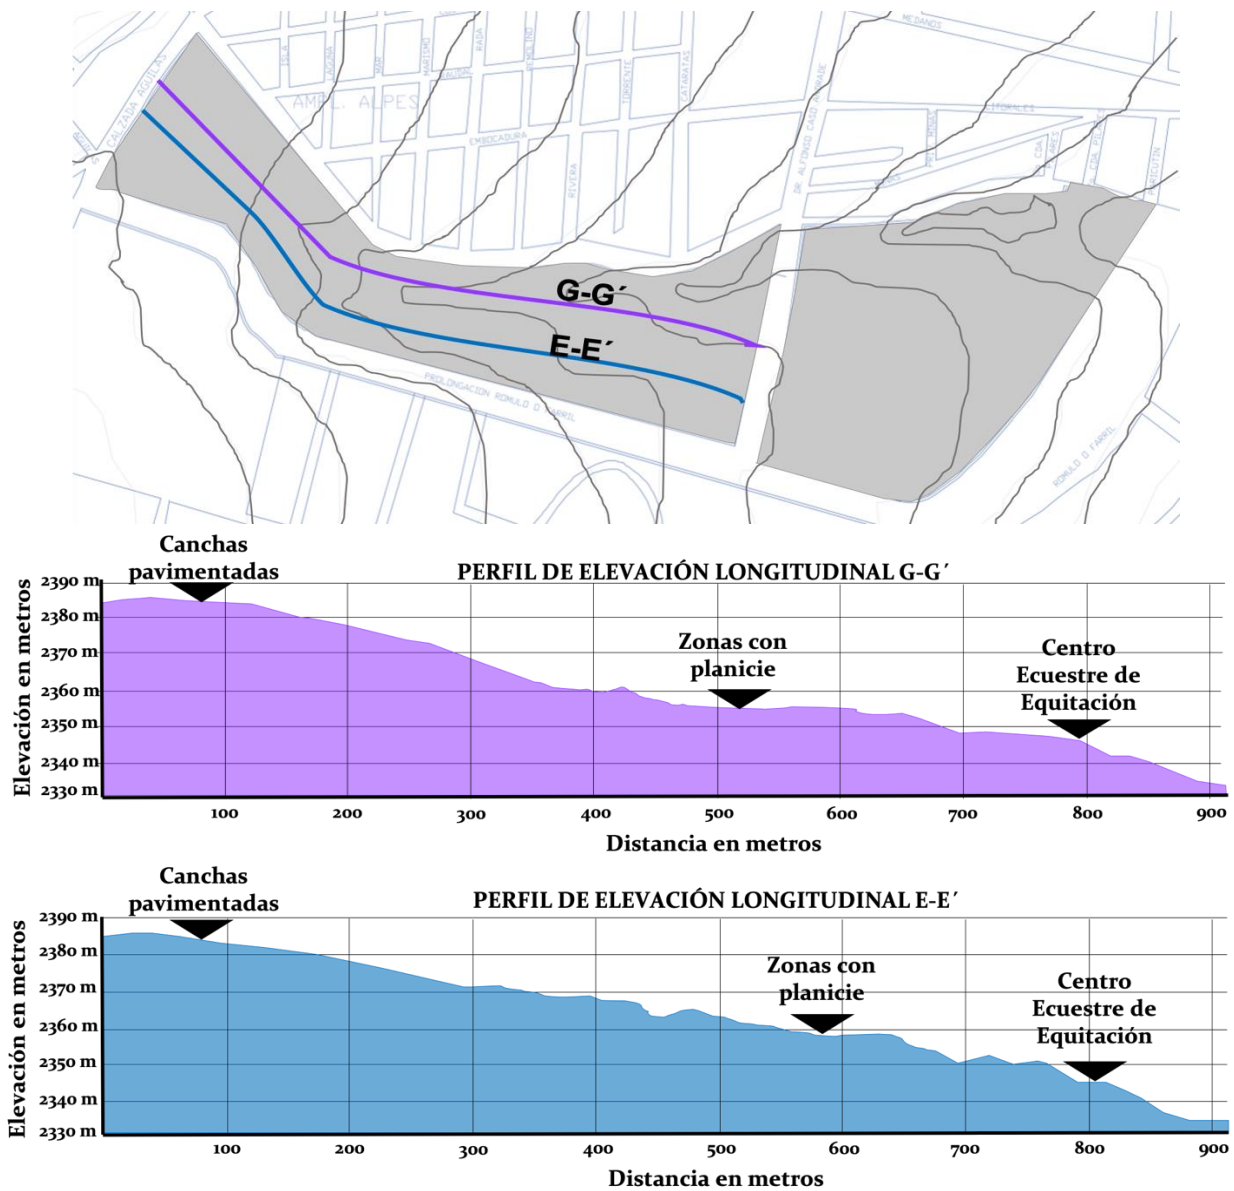 MEDANOS
ISLA
LAGUNA
MAR
MARISMO
RADA
REMOLINO
TORRENTE
CATARATAS
CALZADA AGUILAS
AMPL. ALPES
EMBOCADURA
RIVERA
DR ALFONSO CASO ANDRADE
LITORALES
G-G´
E-E´
PROLONGACION ROMULO O FARRIL
ROMULO O FARRIL
Canchas
pavimentadas
PERFIL DE ELEVACIÓN LONGITUDINAL G-G´
Elevación en metros
2390 m
2380 m
2370 m
2360 m
2350 m
2340 m
2330 m
Zonas con
planicie
Centro
Ecuestre de
Equitación
100 200 300 400 500 600 700 800 900
Distancia en metros
Canchas
pavimentadas
PERFIL DE ELEVACIÓN LONGITUDINAL E-E´
Elevación en metros
2390 m
2380 m
2370 m
2360 m
2350 m
2340 m
2330 m
Zonas con
planicie
Centro
Ecuestre de
Equitación
100 200 300 400 500 600 700 800 900
Distancia en metros